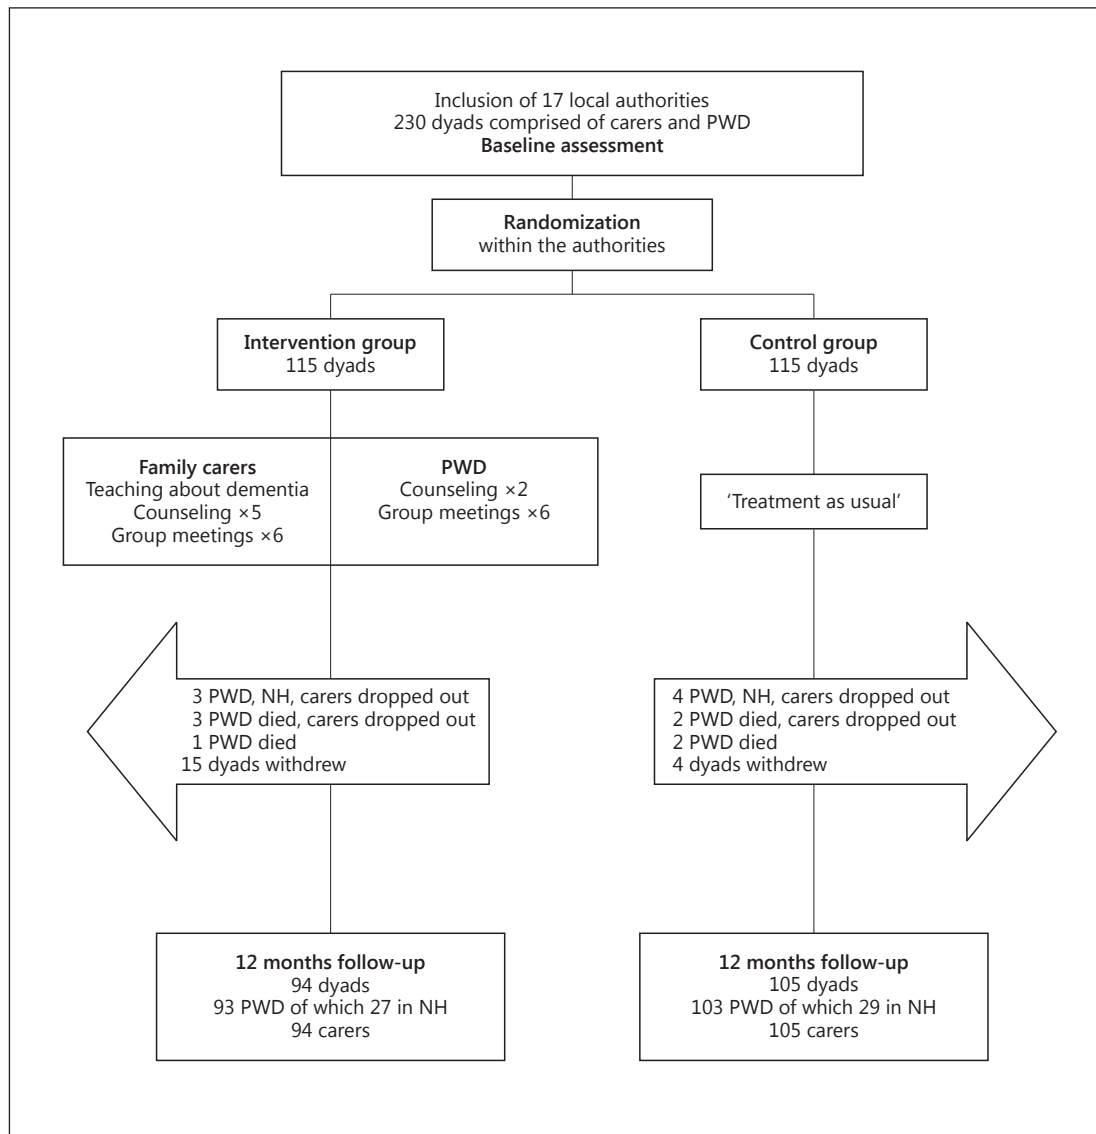 Inclusion of 17 local authorities
230 dyads comprised of carers and PWD
Baseline assessment
Randomization
within the authorities
Intervention group
115 dyads
Control group
115 dyads
Family carers
Teaching about dementia
Counseling ×5
Group meetings ×6
PWD
Counseling ×2
Group meetings ×6
‘Treatment as usual’
3 PWD, NH, carers dropped out
3 PWD died, carers dropped out
1 PWD died
15 dyads withdrew
4 PWD, NH, carers dropped out
2 PWD died, carers dropped out
2 PWD died
4 dyads withdrew
12 months follow-up
94 dyads
93 PWD of which 27 in NH
94 carers
12 months follow-up
105 dyads
103 PWD of which 29 in NH
105 carers